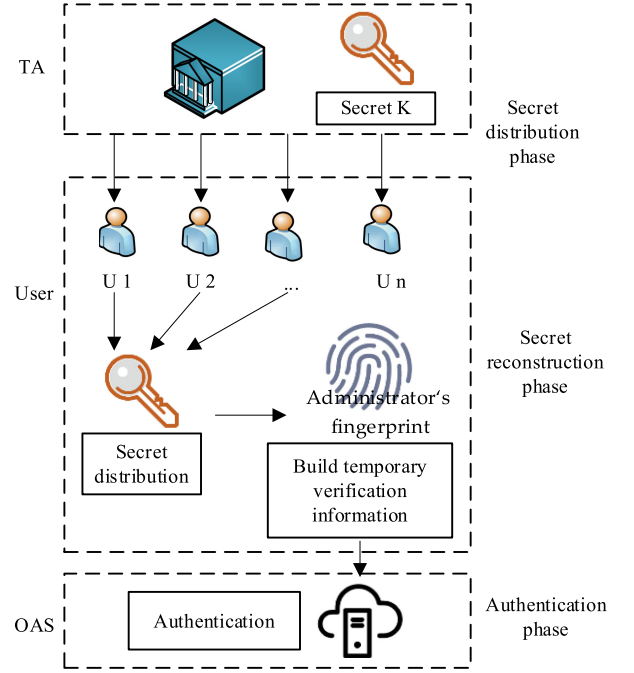 TA
Secret K
Secret
distribution
phase
U 1
U 2
...
U n
User
Secret
reconstruction
phase
Administrator‘s
fingerprint
Secret
distribution
Build temporary
verification
information
OAS
Authentication
Authentication
phase